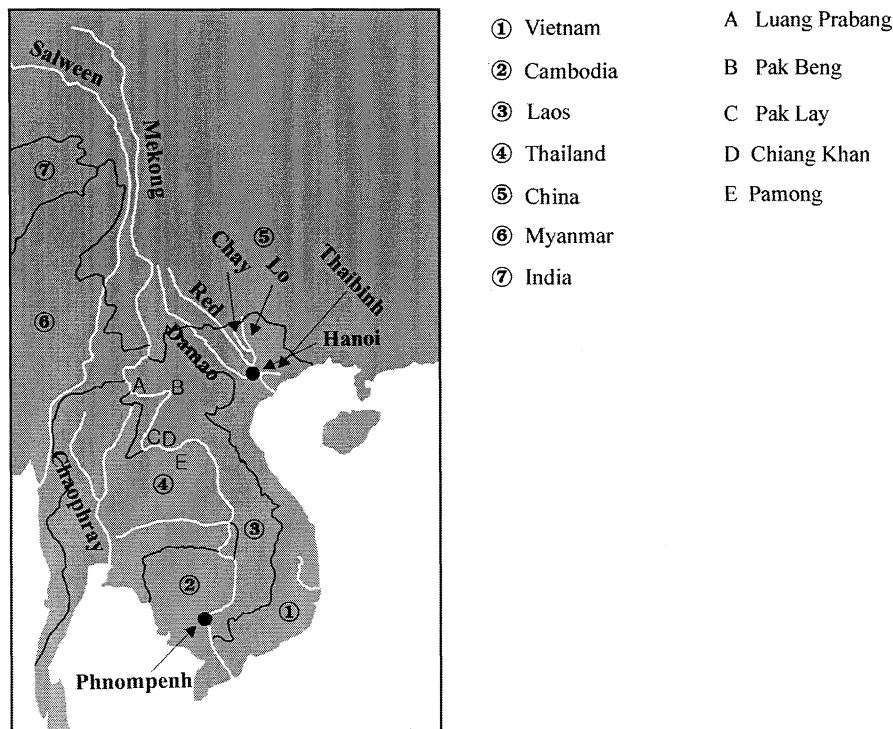 Salween
Mekong
⑦
⑤
Chay
Lo
Thaibinh
Red
⑥
Hanoi
Damao
A
B
C D
E
Chaophray
④
③
②
①
Phnompenh
① Vietnam
② Cambodia
③ Laos
④ Thailand
⑤ China
⑥ Myanmar
⑦ India
A Luang Prabang
B Pak Beng
C Pak Lay
D Chiang Khan
E Pamong